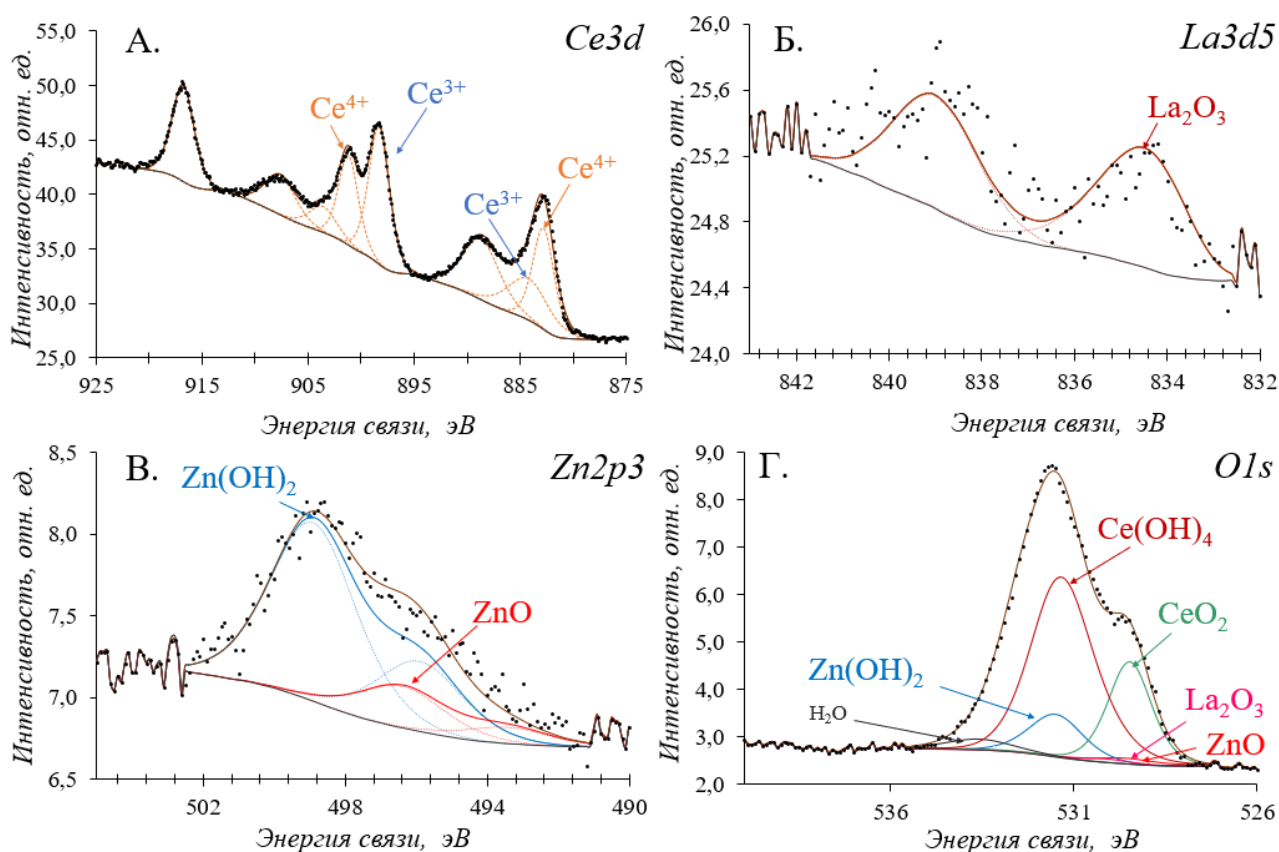 А.
Ce3d
Интенсивность, отн. ед.
55,0
50,0
45,0
40,0
35,0
30,0
25,0
Ce4+
Ce3+
Ce3+
Ce4+
925 915 905 895 885 875
Энергия связи, эВ
Б.
La3d5
Интенсивность, отн. ед.
26,0
25,6
25,2
24,8
24,4
24,0
La2O3
842 840 838 836 834 832
Энергия связи, эВ
В.
Zn2p3
Интенсивность, отн. ед.
8,5
8,0
7,5
7,0
6,5
Zn(OH)2
ZnO
502 498 494 490
Энергия связи, эВ
Г.
O1s
Интенсивность, отн. ед.
9,0
8,0
7,0
6,0
5,0
4,0
3,0
2,0
Ce(OH)4
CeO2
Zn(OH)2
La2O3
H2O
ZnO
536 531 526
Энергия связи, эВ